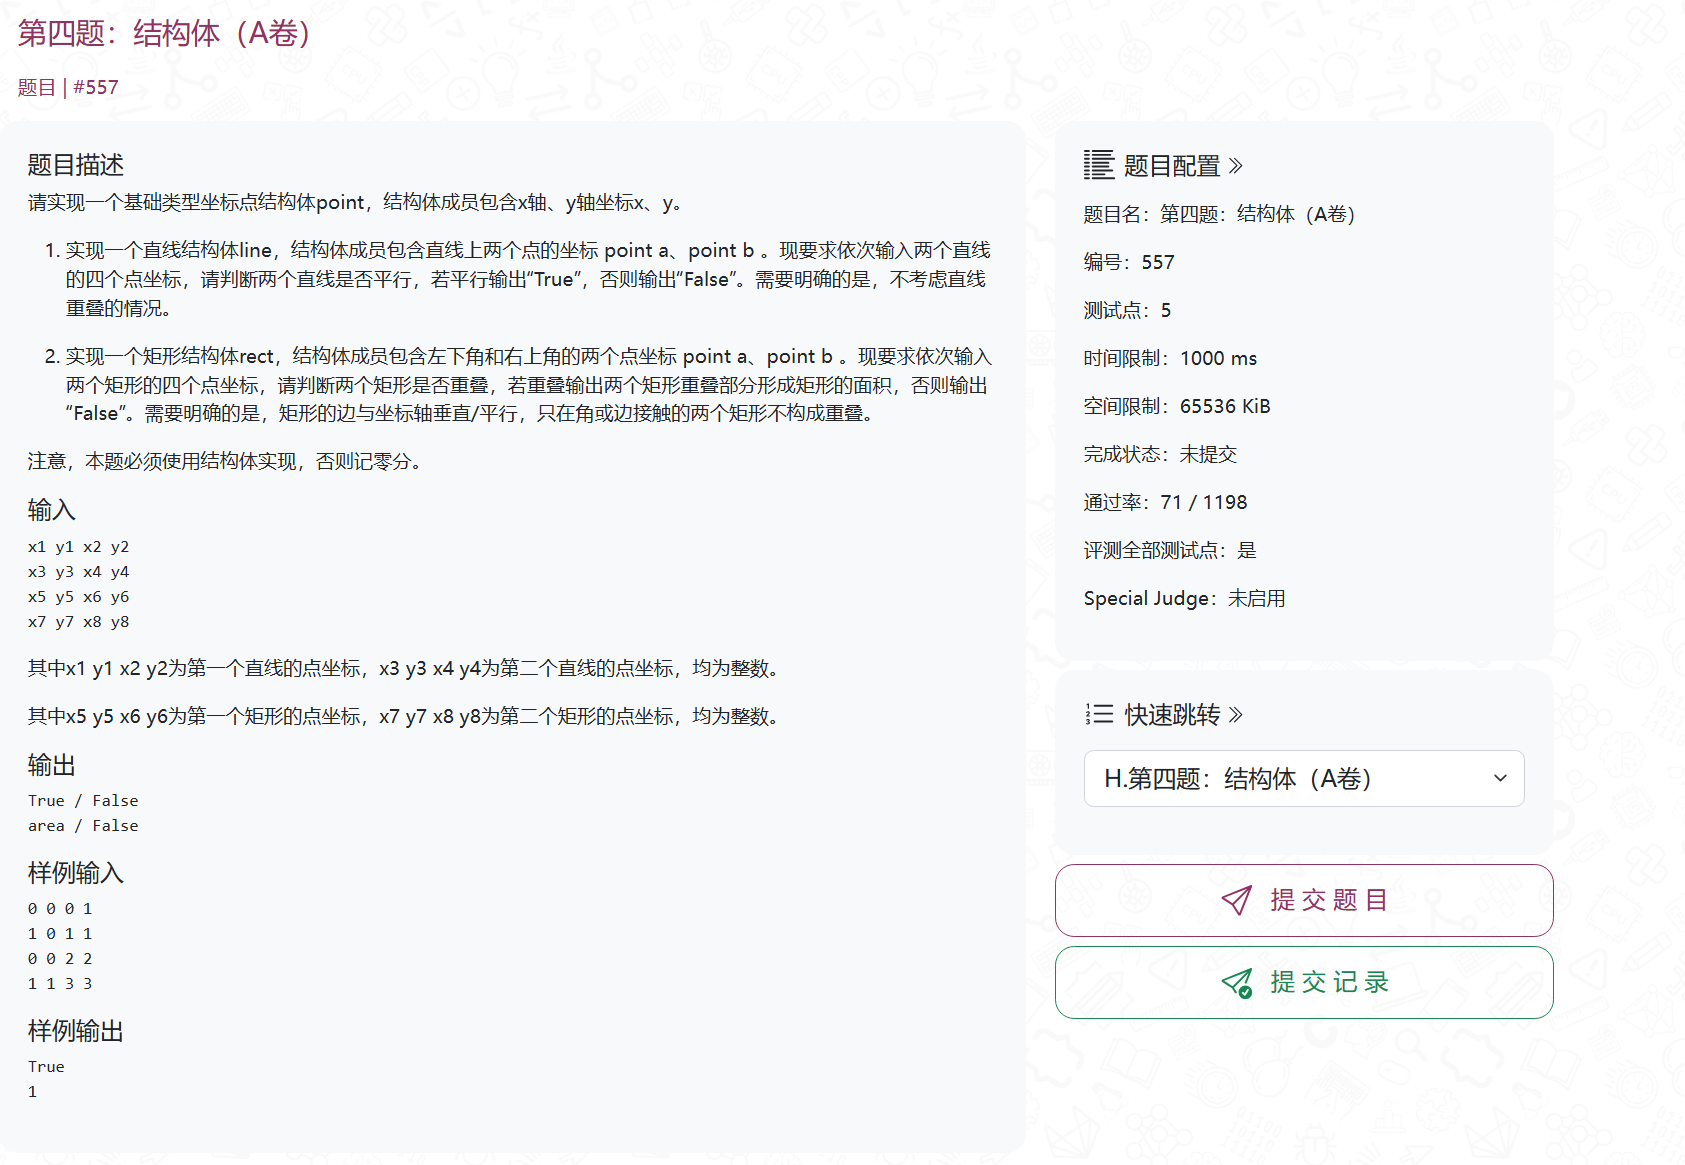 第四题：结构体（A卷）
题目 | #557
题目描述
请实现一个基础类型坐标点结构体point，结构体成员包含x轴、y轴坐标x、y。
1. 实现一个直线结构体line，结构体成员包含直线上两个点的坐标 point a、point b 。现要求依次输入两个直线
的四个点坐标，请判断两个直线是否平行，若平行输出“True”，否则输出“False”。需要明确的是，不考虑直线
重叠的情况。
2. 实现一个矩形结构体rect，结构体成员包含左下角和右上角的两个点坐标 point a、point b 。现要求依次输入
两个矩形的四个点坐标，请判断两个矩形是否重叠，若重叠输出两个矩形重叠部分形成矩形的面积，否则输出
“False”。需要明确的是，矩形的边与坐标轴垂直/平行，只在角或边接触的两个矩形不构成重叠。
注意，本题必须使用结构体实现，否则记零分。
输入
x1 y1 x2 y2
x3 y3 x4 y4
x5 y5 x6 y6
x7 y7 x8 y8
其中x1 y1 x2 y2为第一个直线的点坐标，x3 y3 x4 y4为第二个直线的点坐标，均为整数。
其中x5 y5 x6 y6为第一个矩形的点坐标，x7 y7 x8 y8为第二个矩形的点坐标，均为整数。
输出
True / False
area / False
样例输入
0 0 0 1
1 0 1 1
0 0 2 2
1 1 3 3
样例输出
True
1
题目配置
题目名：第四题：结构体（A卷）
编号：557
测试点：5
时间限制：1000 ms
空间限制：65536 KiB
完成状态：未提交
通过率：71 / 1198
评测全部测试点：是
Special Judge：未启用
快速跳转
H.第四题：结构体（A卷）
提交题目
提交记录